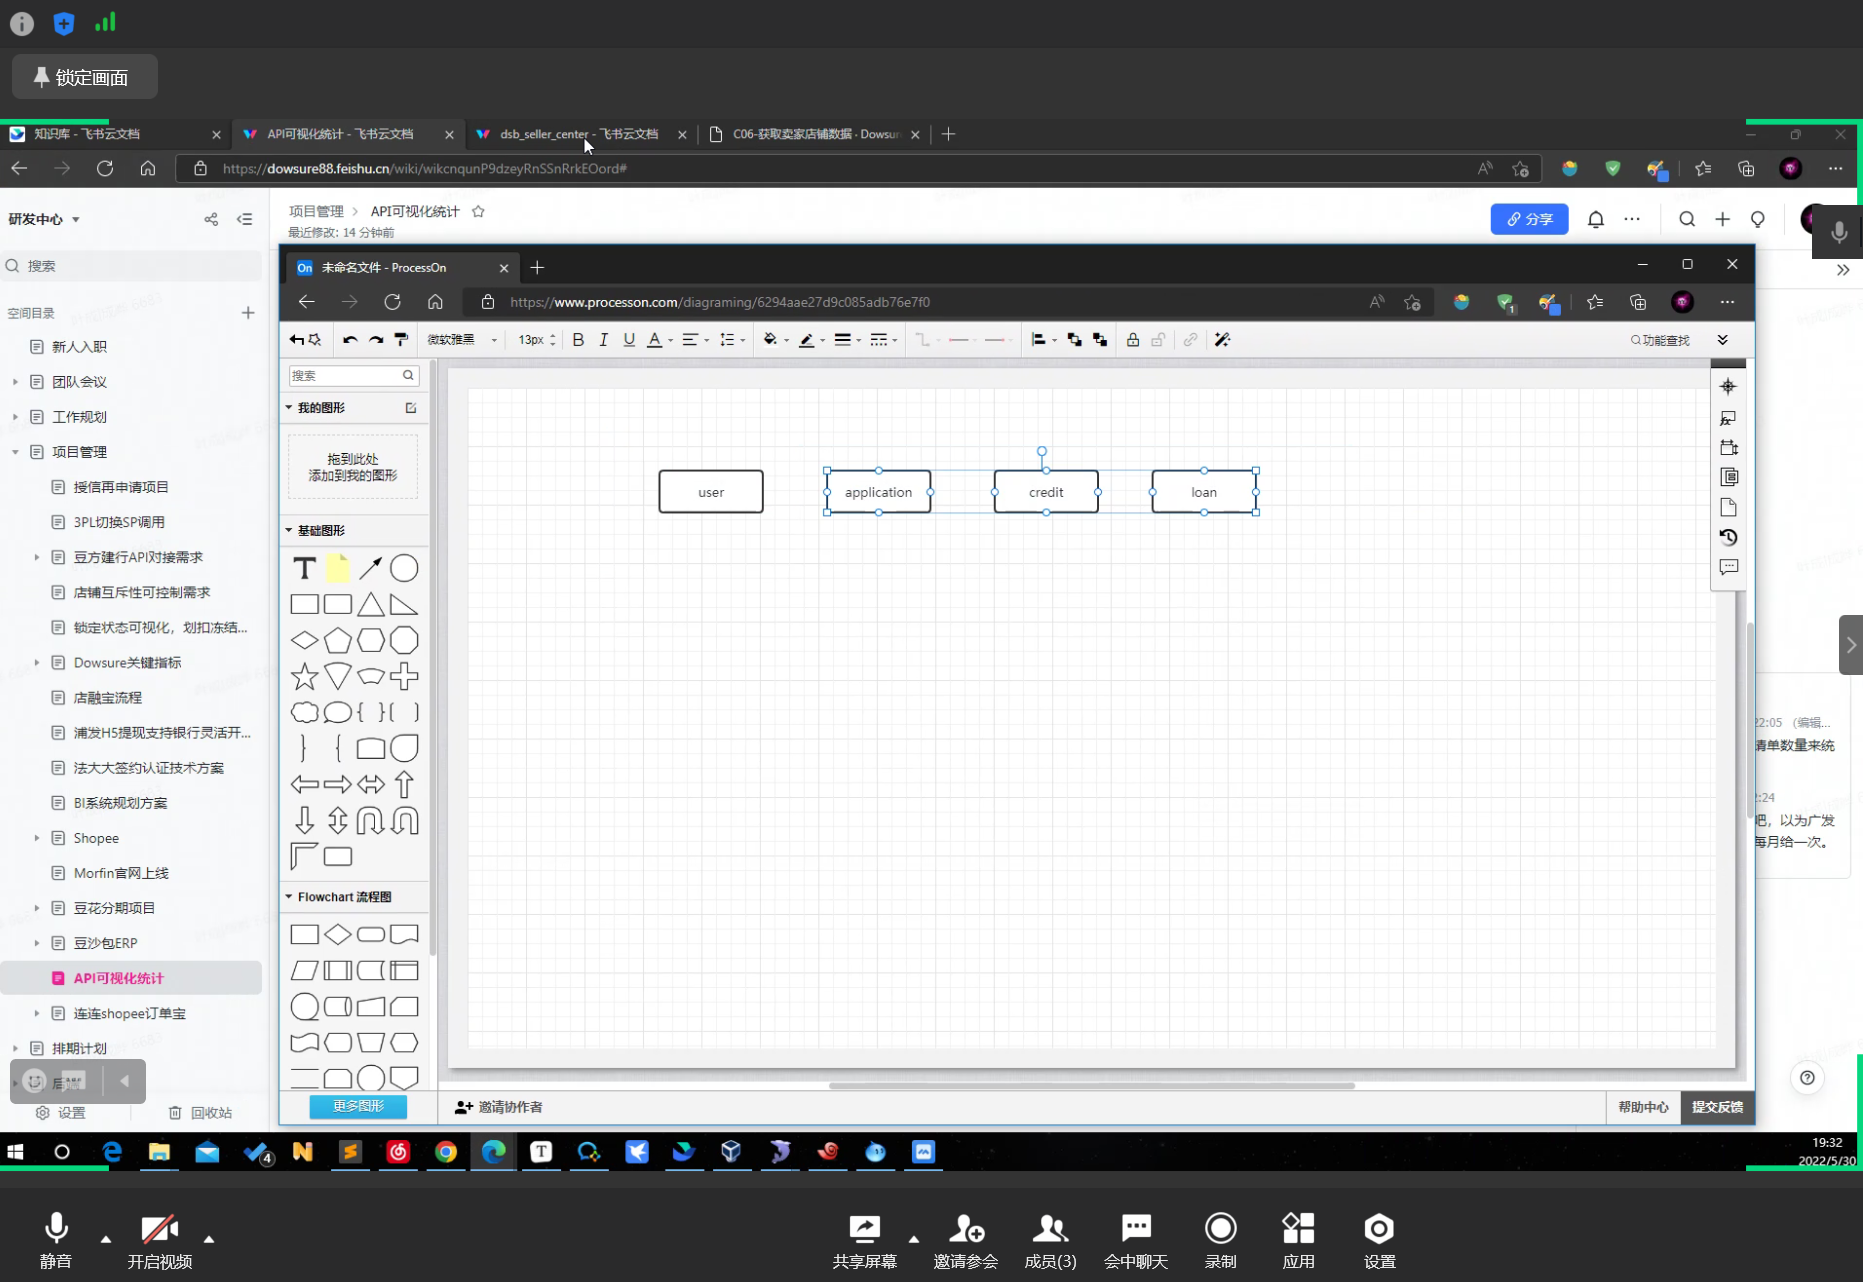 锁定画面
知识库 - 飞书云文档
API可视化统计 - 飞书云文档
dsb_seller_center - 飞书云文档
C06-获取卖家店铺数据 · Dowsur
https://dowsure88.feishu.cn/wiki/wikcnqunP9dzeyRnSSnRrkEOord#
研发中心
项目管理
API可视化统计
最近修改: 14 分钟前
分享
搜索
空间目录
新人入职
团队会议
工作规划
项目管理
授信再申请项目
3PL切换SP调用
豆方建行API对接需求
店铺互斥性可控制需求
锁定状态可视化，划扣冻结...
Dowsure关键指标
店融宝流程
浦发H5提现支持银行灵活开...
法大大签约认证技术方案
BI系统规划方案
Shopee
Morfin官网上线
豆花分期项目
豆沙包ERP
API可视化统计
连连shopee订单宝
排期计划
设置
回收站
On
未命名文件 - ProcessOn
https://www.processon.com/diagraming/6294aae27d9c085adb76e7f0
1
微软雅黑
13px
B
I
U
A
功能查找
搜索
我的图形
拖到此处
添加到我的图形
基础图形
Flowchart 流程图
更多图形
user
application
credit
loan
邀请协作者
帮助中心
提交反馈
22:05 （编辑...
清单数量来统
2:24
吧，以为广发
每月给一次。
4
19:32
2022/5/30
静音
开启视频
共享屏幕
邀请参会
成员(3)
会中聊天
录制
应用
设置